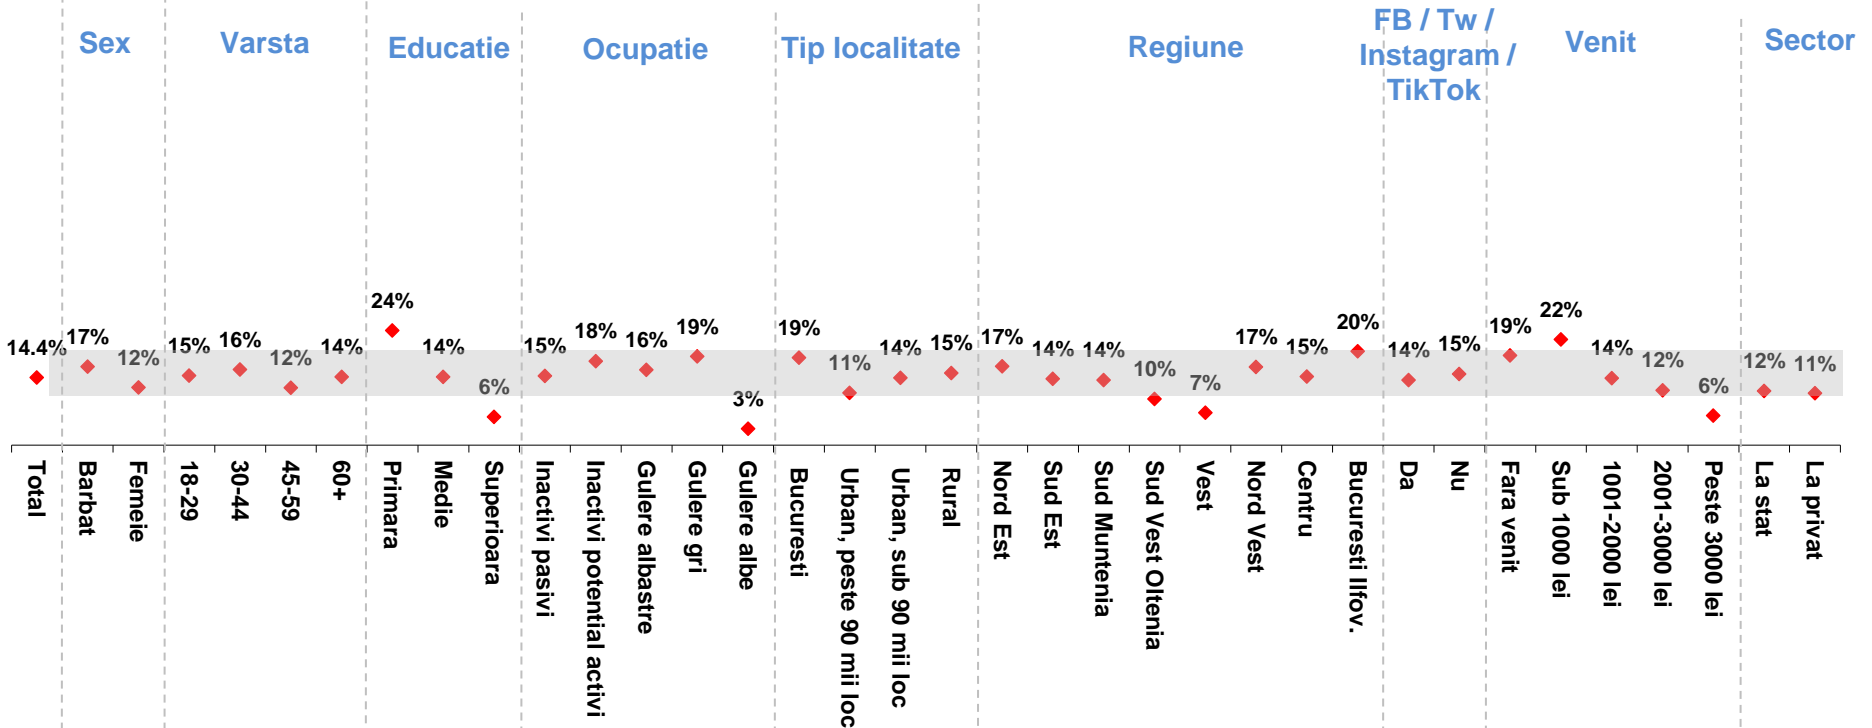 Sex
Varsta
Educatie
Ocupatie
Tip localitate
Regiune
FB / Tw /
Instagram /
TikTok
Venit
Sector
14.4%
17%
12%
15%
16%
12%
14%
24%
14%
6%
15%
18%
16%
19%
3%
19%
11%
14%
15%
17%
14%
14%
10%
7%
17%
15%
20%
14%
15%
19%
22%
14%
12%
6%
12%
11%
Total
Barbat
Femeie
18-29
30-44
45-59
60+
Primara
Medie
Superioara
Inactivi pasivi
Inactivi potential activi
Gulere albastre
Gulere gri
Gulere albe
Bucuresti
Urban, peste 90 mii loc
Urban, sub 90 mii loc
Rural
Nord Est
Sud Est
Sud Muntenia
Sud Vest Oltenia
Vest
Nord Vest
Centru
Bucuresti Ilfov.
Da
Nu
Fara venit
Sub 1000 lei
1001-2000 lei
2001-3000 lei
Peste 3000 lei
La stat
La privat